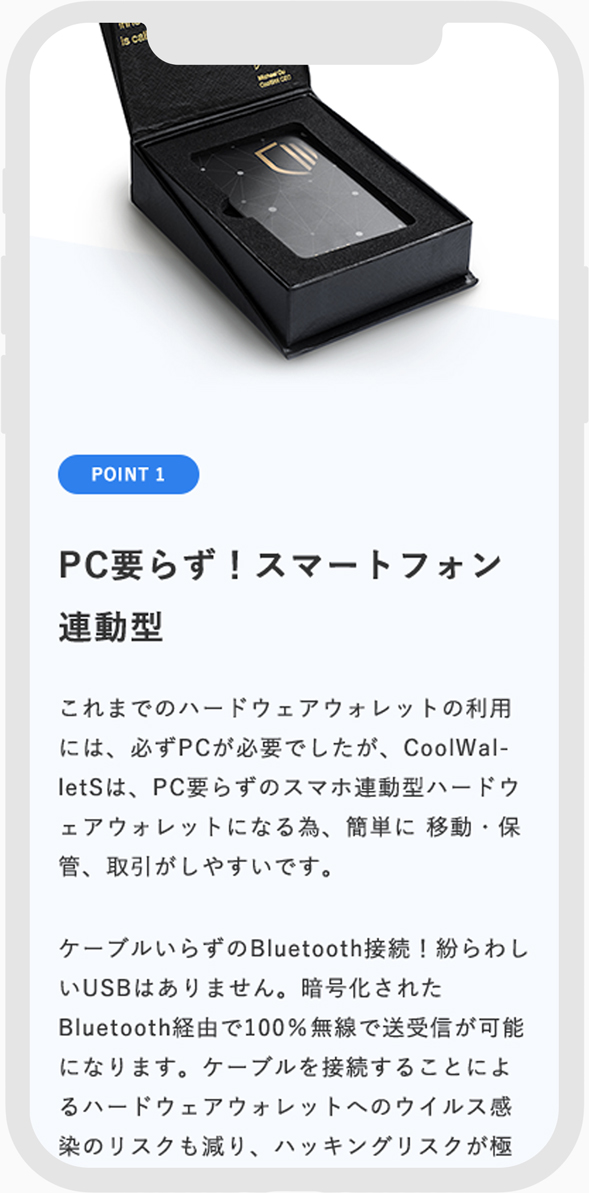 is
Michael Ou
CoolBitX CEO
POINT 1
PC要らず！スマートフォン
連動型
これまでのハードウェアウォレットの利用
には、必ずPCが必要でしたが、CoolWal-
letSは、PC要らずのスマホ連動型ハードウ
ェアウォレットになる為、簡単に 移動・保
管、取引がしやすいです。
ケーブルいらずのBluetooth接続！紛らわし
いUSBはありません。暗号化された
Bluetooth経由で100％無線で送受信が可能
になります。ケーブルを接続することによ
るハードウェアウォレットへのウイルス感
染のリスクも減り、ハッキングリスクが極